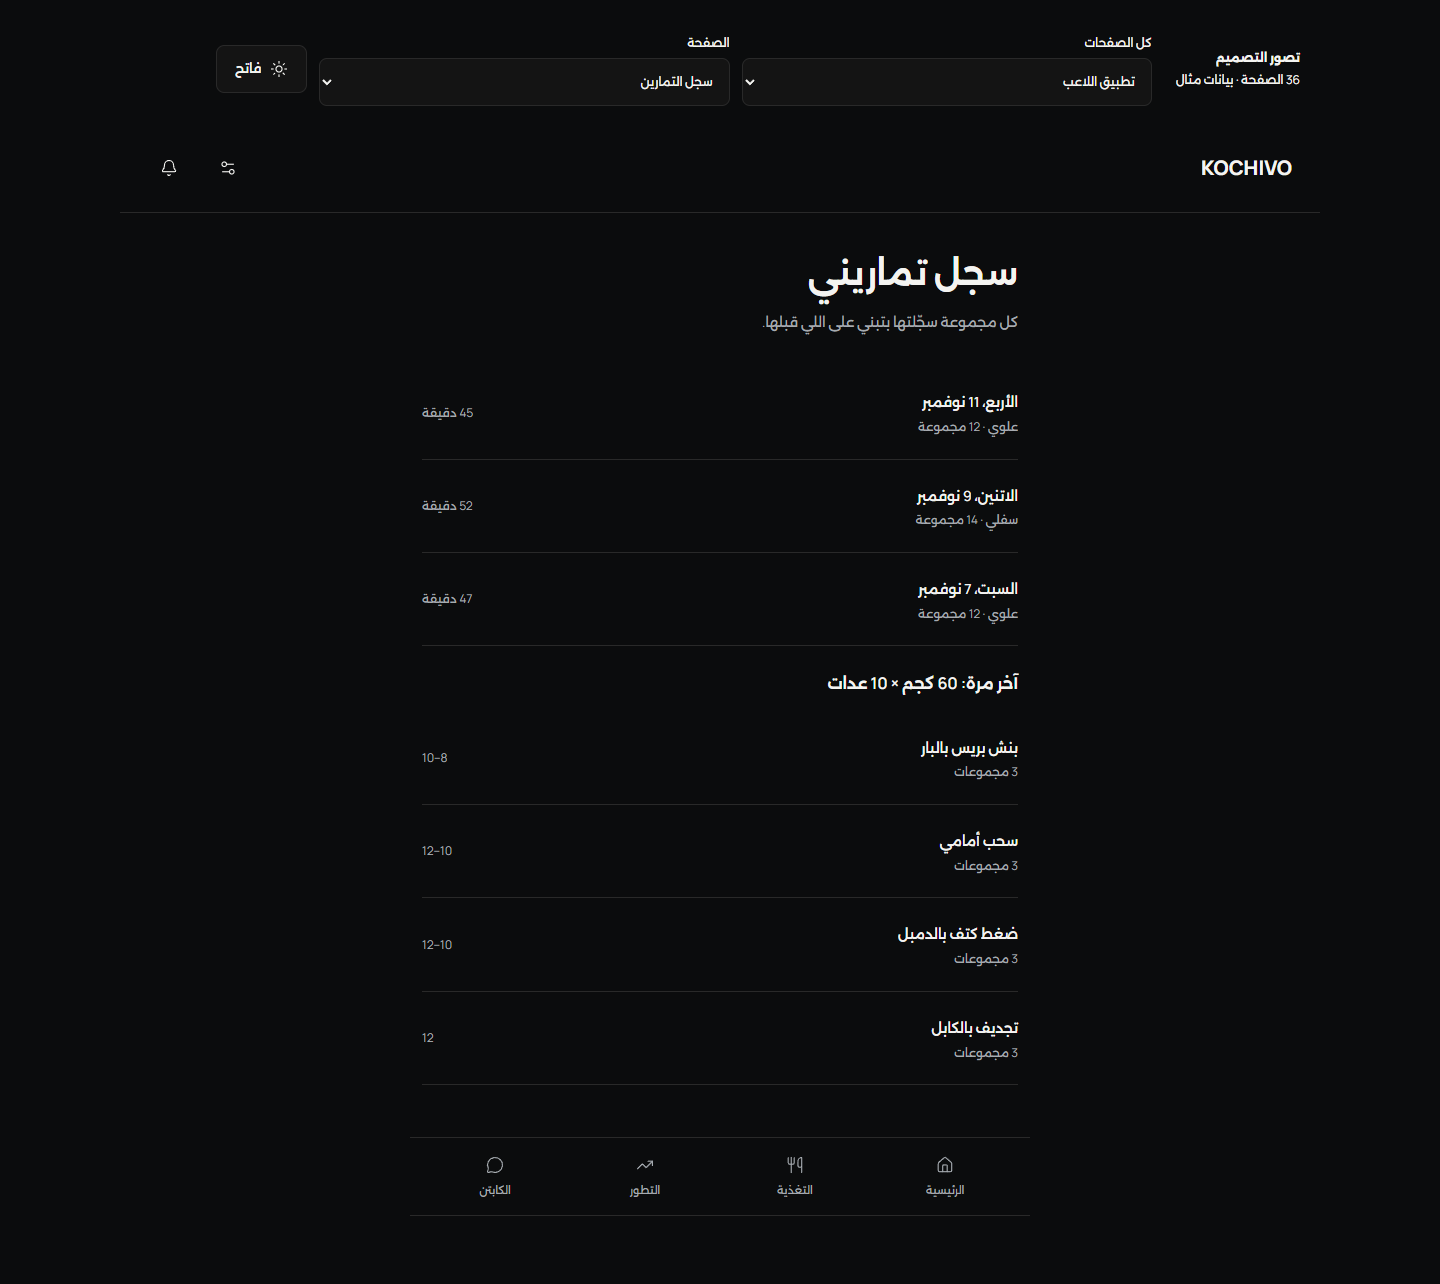 تصور التصميم
36 الصفحة · بيانات مثال
كل الصفحات
تطبيق اللاعب
الصفحة
سجل التمارين
فاتح
KOCHIVO
سجل تماريني
كل مجموعة سجّلتها بتبني على اللي قبلها.
الأربع، 11 نوفمبر
علوي · 12 مجموعة
45 دقيقة
الاتنين، 9 نوفمبر
سفلي · 14 مجموعة
52 دقيقة
السبت، 7 نوفمبر
علوي · 12 مجموعة
47 دقيقة
آخر مرة: 60 كجم × 10 عدات
بنش بريس بالبار
3 مجموعات
8–10
سحب أمامي
3 مجموعات
10–12
ضغط كتف بالدمبل
3 مجموعات
10–12
تجديف بالكابل
3 مجموعات
12
الرئيسية
التغذية
التطور
الكابتن